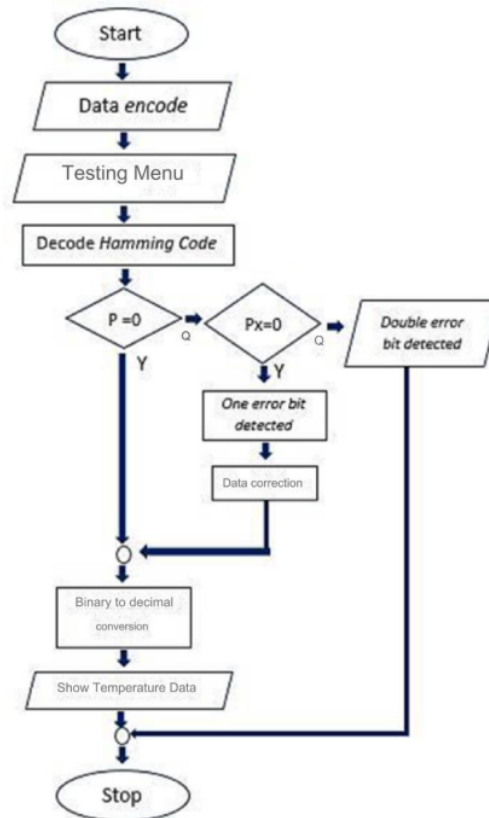 Start
Data encode
Testing Menu
Decode Hamming Code
P =0
Q
Y
Px=0
Q
Y
Double error
bit detected
One error bit
detected
Data correction
Binary to decimal
conversion
Show Temperature Data
Stop